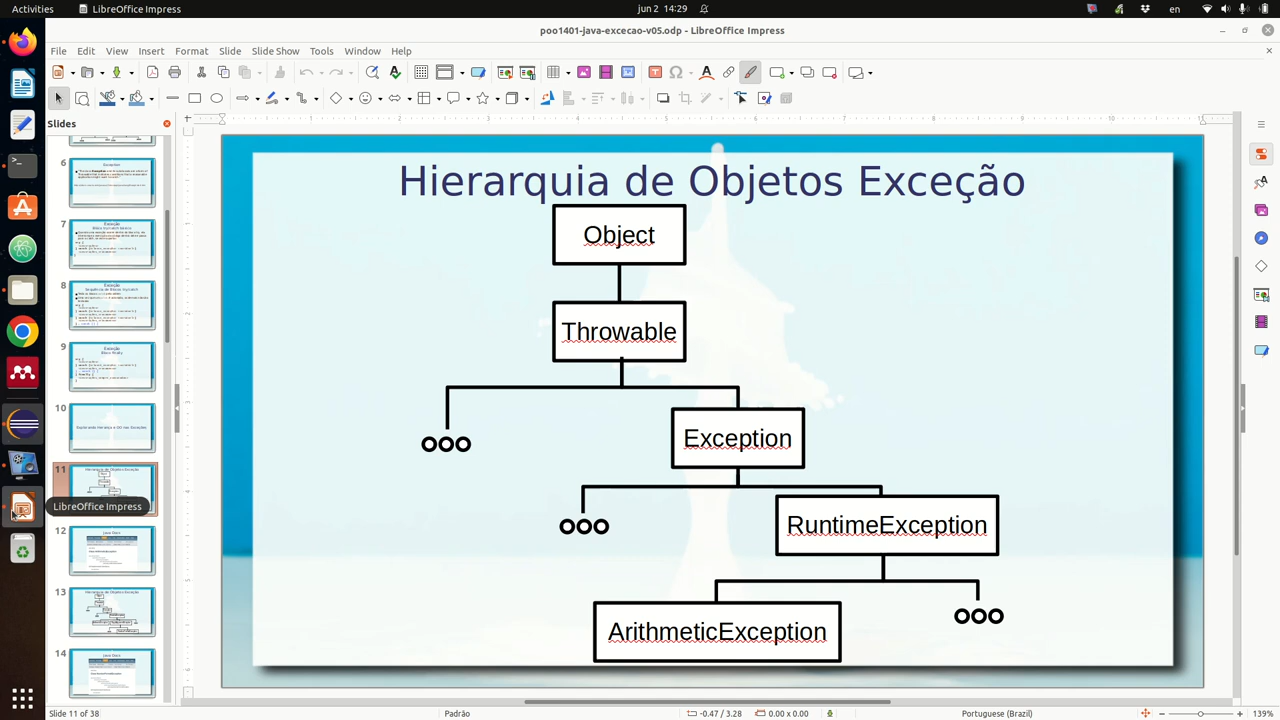 Activities
LibreOffice Impress
jun 2 14:29
en
poo1401-java-excecao-v05.odp - LibreOffice Impress
File Edit View Insert Format Slide Slide Show Tools Window Help
Slides
6
7
8
9
10
11
12
13
14
LibreOffice Impress
Hierarquia de Objetos Exceção
Object
Throwable
Exception
RuntimeException
ArithmeticException
Slide 11 of 38
Padrão
-0.47 / 3.28
0.00 x 0.00
Portuguese (Brazil)
139%